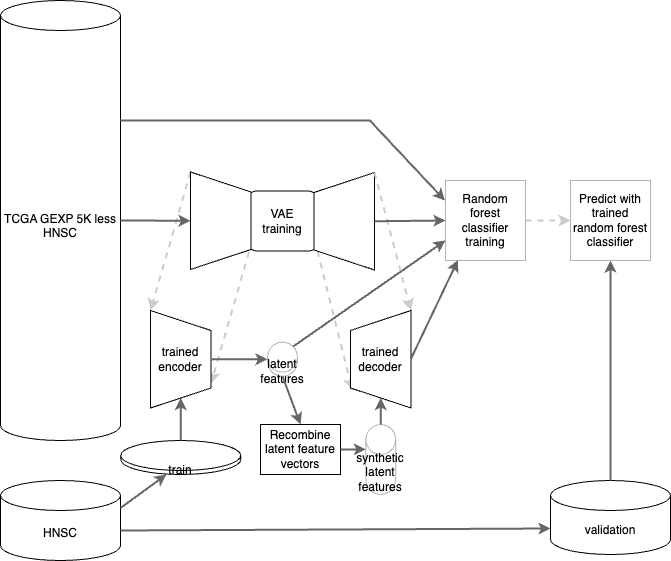 TCGA GEXP 5K less
HNSC
VAE
training
Random
forest
classifier
training
Predict with
trained
random forest
classifier
trained
encoder
latent
features
trained
decoder
Recombine
latent feature
vectors
synthetic
latent
features
train
HNSC
validation